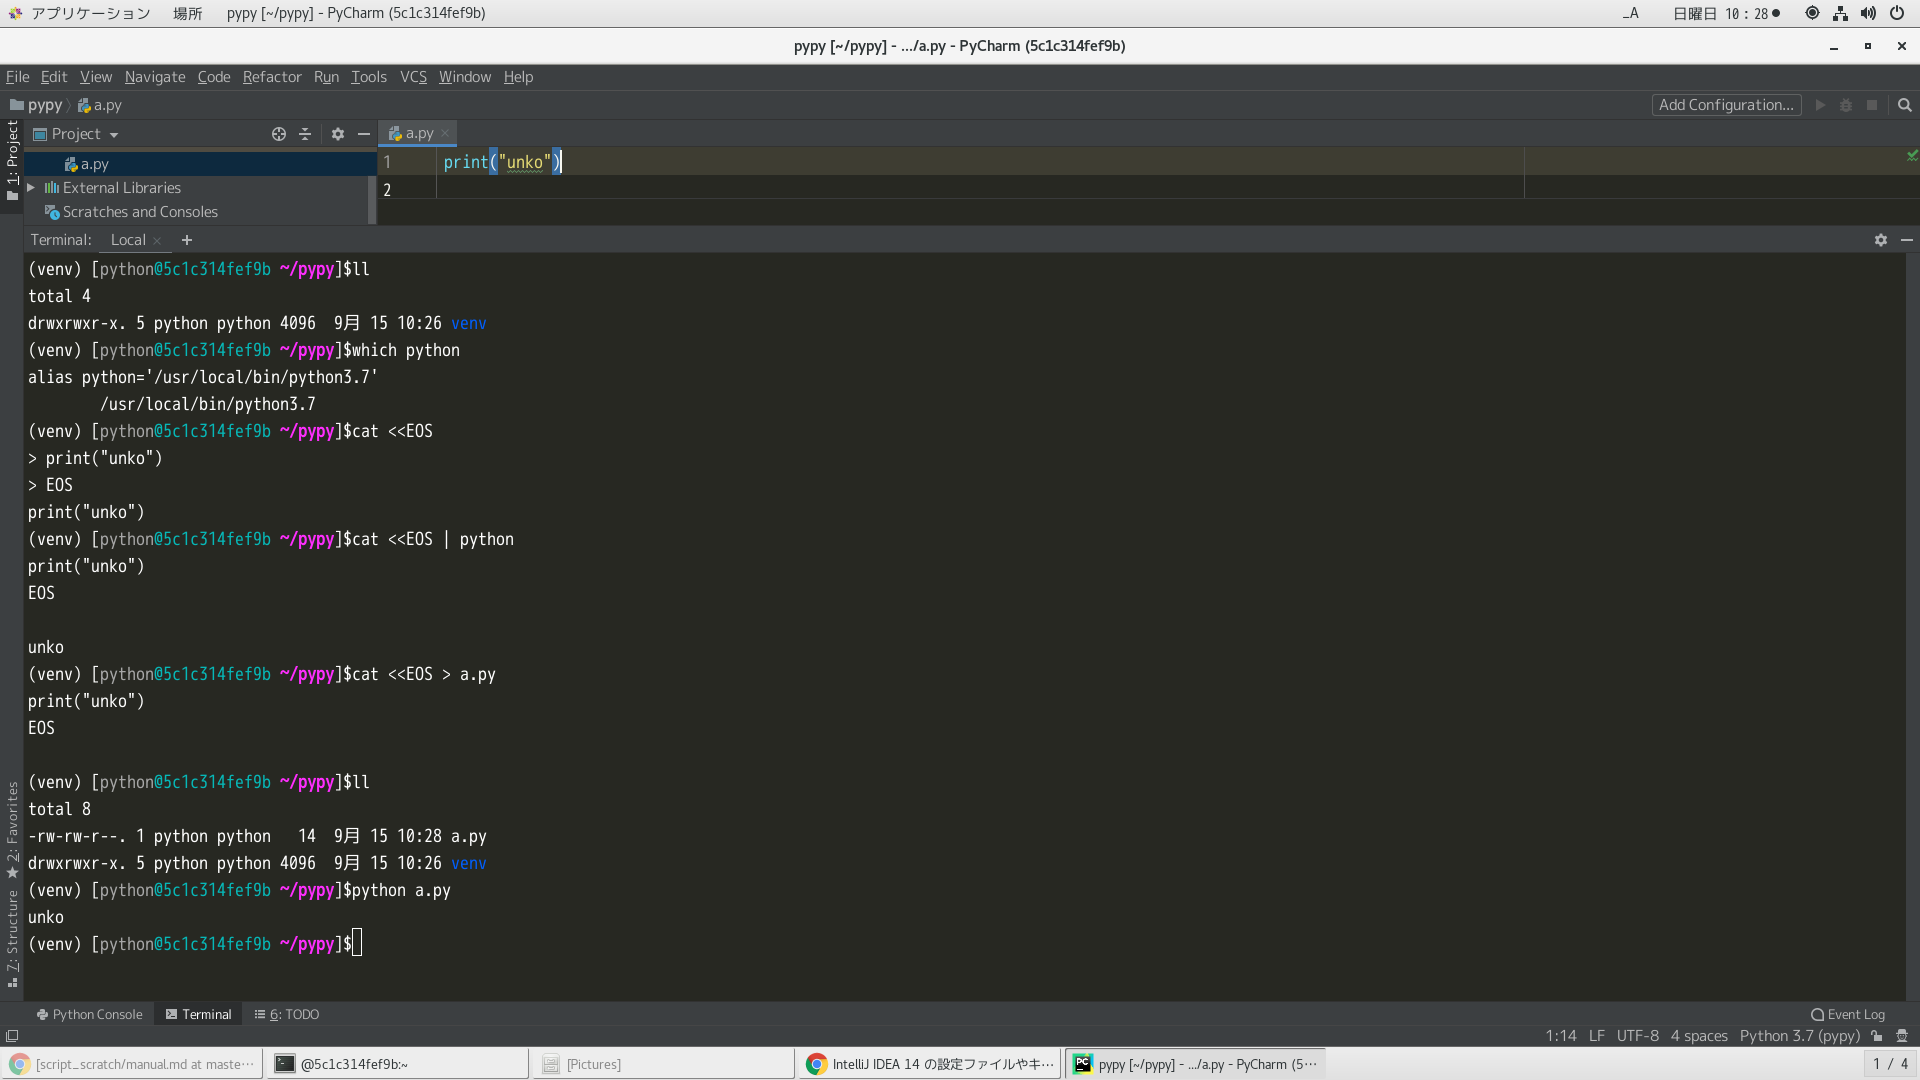 アプリケーション 場所 pypy [~/pypy] - PyCharm (5c1c314fef9b) _A 日曜日 10:28●
pypy [~/pypy] - .../a.py - PyCharm (5c1c314fef9b)
File Edit View Navigate Code Refactor Run Tools VCS Window Help
pypy a.py Add Configuration...
1: Project
Project a.py ×
a.py
External Libraries
Scratches and Consoles
1 print("unko")
2
Terminal: Local × +
(venv) [python@5c1c314fef9b ~/pypy]$ll
total 4
drwxrwxr-x. 5 python python 4096  9月 15 10:26 venv
(venv) [python@5c1c314fef9b ~/pypy]$which python
alias python='/usr/local/bin/python3.7'
        /usr/local/bin/python3.7
(venv) [python@5c1c314fef9b ~/pypy]$cat <<EOS
> print("unko")
> EOS
print("unko")
(venv) [python@5c1c314fef9b ~/pypy]$cat <<EOS | python
print("unko")
EOS
unko
(venv) [python@5c1c314fef9b ~/pypy]$cat <<EOS > a.py
print("unko")
EOS
(venv) [python@5c1c314fef9b ~/pypy]$ll
total 8
-rw-rw-r--. 1 python python   14  9月 15 10:28 a.py
drwxrwxr-x. 5 python python 4096  9月 15 10:26 venv
(venv) [python@5c1c314fef9b ~/pypy]$python a.py
unko
(venv) [python@5c1c314fef9b ~/pypy]$
2: Favorites
7: Structure
Python Console Terminal 6: TODO Event Log
1:14 LF UTF-8 4 spaces Python 3.7 (pypy)
[script_scratch/manual.md at maste… @5c1c314fef9b:~ [Pictures] IntelliJ IDEA 14 の設定ファイルやキ… PC pypy [~/pypy] - .../a.py - PyCharm (5… 1 / 4